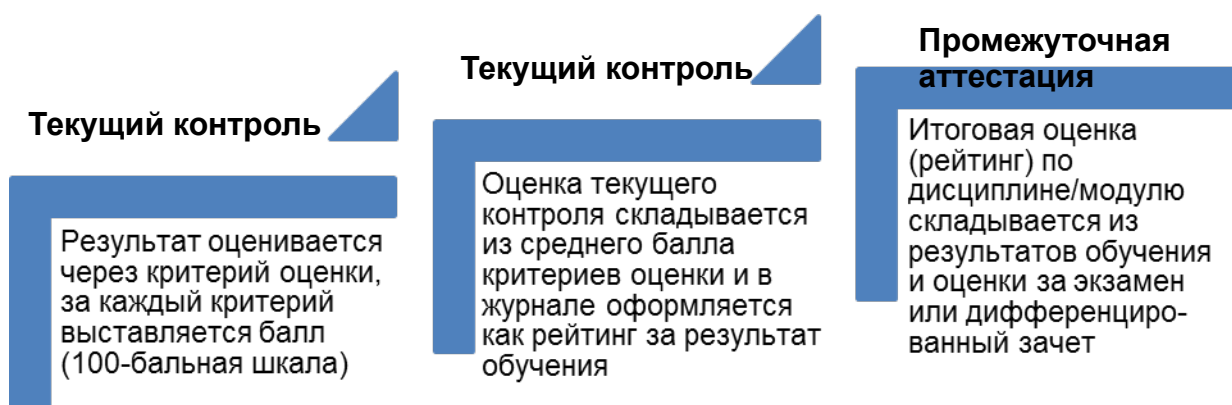 Текущий контроль
Результат оценивается
через критерий оценки,
за каждый критерий
выставляется балл
(100-бальная шкала)
Текущий контроль
Оценка текущего
контроля складывается
из среднего балла
критериев оценки и в
журнале оформляется
как рейтинг за результат
обучения
Промежуточная
аттестация
Итоговая оценка
(рейтинг) по
дисциплине/модулю
складывается из
результатов обучения
и оценки за экзамен
или дифференциро-
ванный зачет